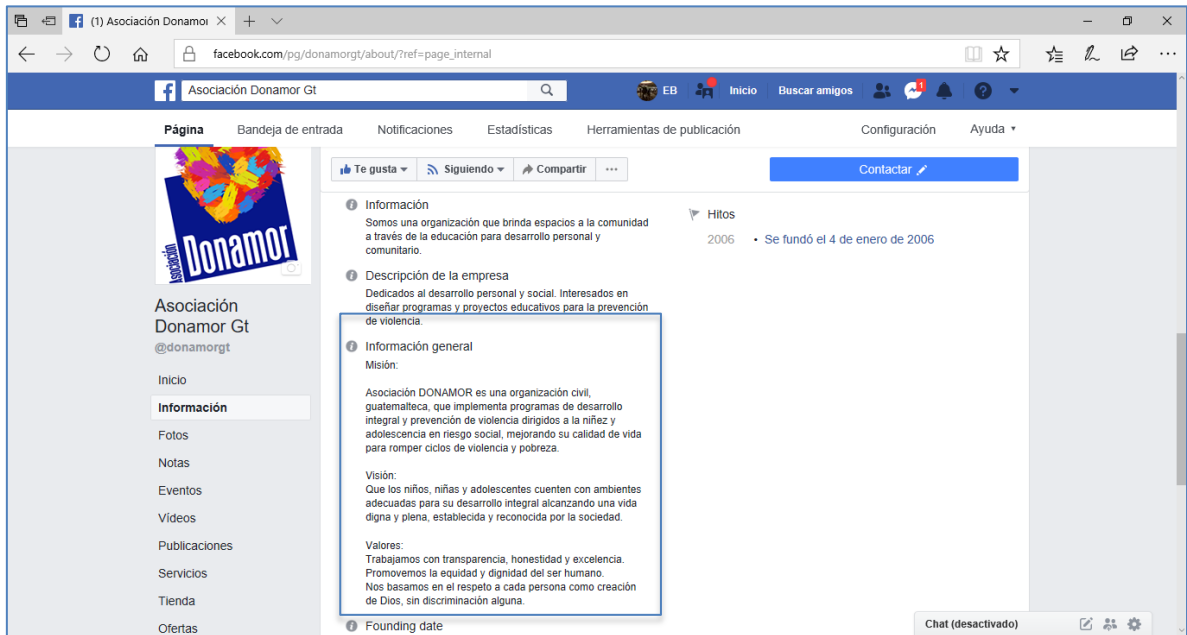 (1) Asociación Donamor
facebook.com/pg/donamorgt/about/?ref=page_internal
Asociación Donamor Gt
EB
Inicio
Buscar amigos
1
Página
Bandeja de entrada
Notificaciones
Estadísticas
Herramientas de publicación
Configuración
Ayuda
Asociación
Donamor
Asociación
Donamor Gt
@donamorgt
Inicio
Información
Fotos
Notas
Eventos
Vídeos
Publicaciones
Servicios
Tienda
Ofertas
Te gusta
Siguiendo
Compartir
Contactar
Información
Somos una organización que brinda espacios a la comunidad
a través de la educación para desarrollo personal y
comunitario.
Descripción de la empresa
Dedicados al desarrollo personal y social. Interesados en
diseñar programas y proyectos educativos para la prevención
de violencia.
Información general
Misión:
Asociación DONAMOR es una organización civil,
guatemalteca, que implementa programas de desarrollo
integral y prevención de violencia dirigidos a la niñez y
adolescencia en riesgo social, mejorando su calidad de vida
para romper ciclos de violencia y pobreza.
Visión:
Que los niños, niñas y adolescentes cuenten con ambientes
adecuadas para su desarrollo integral alcanzando una vida
digna y plena, establecida y reconocida por la sociedad.
Valores:
Trabajamos con transparencia, honestidad y excelencia.
Promovemos la equidad y dignidad del ser humano.
Nos basamos en el respeto a cada persona como creación
de Dios, sin discriminación alguna.
Founding date
Hitos
2006 • Se fundó el 4 de enero de 2006
Chat (desactivado)